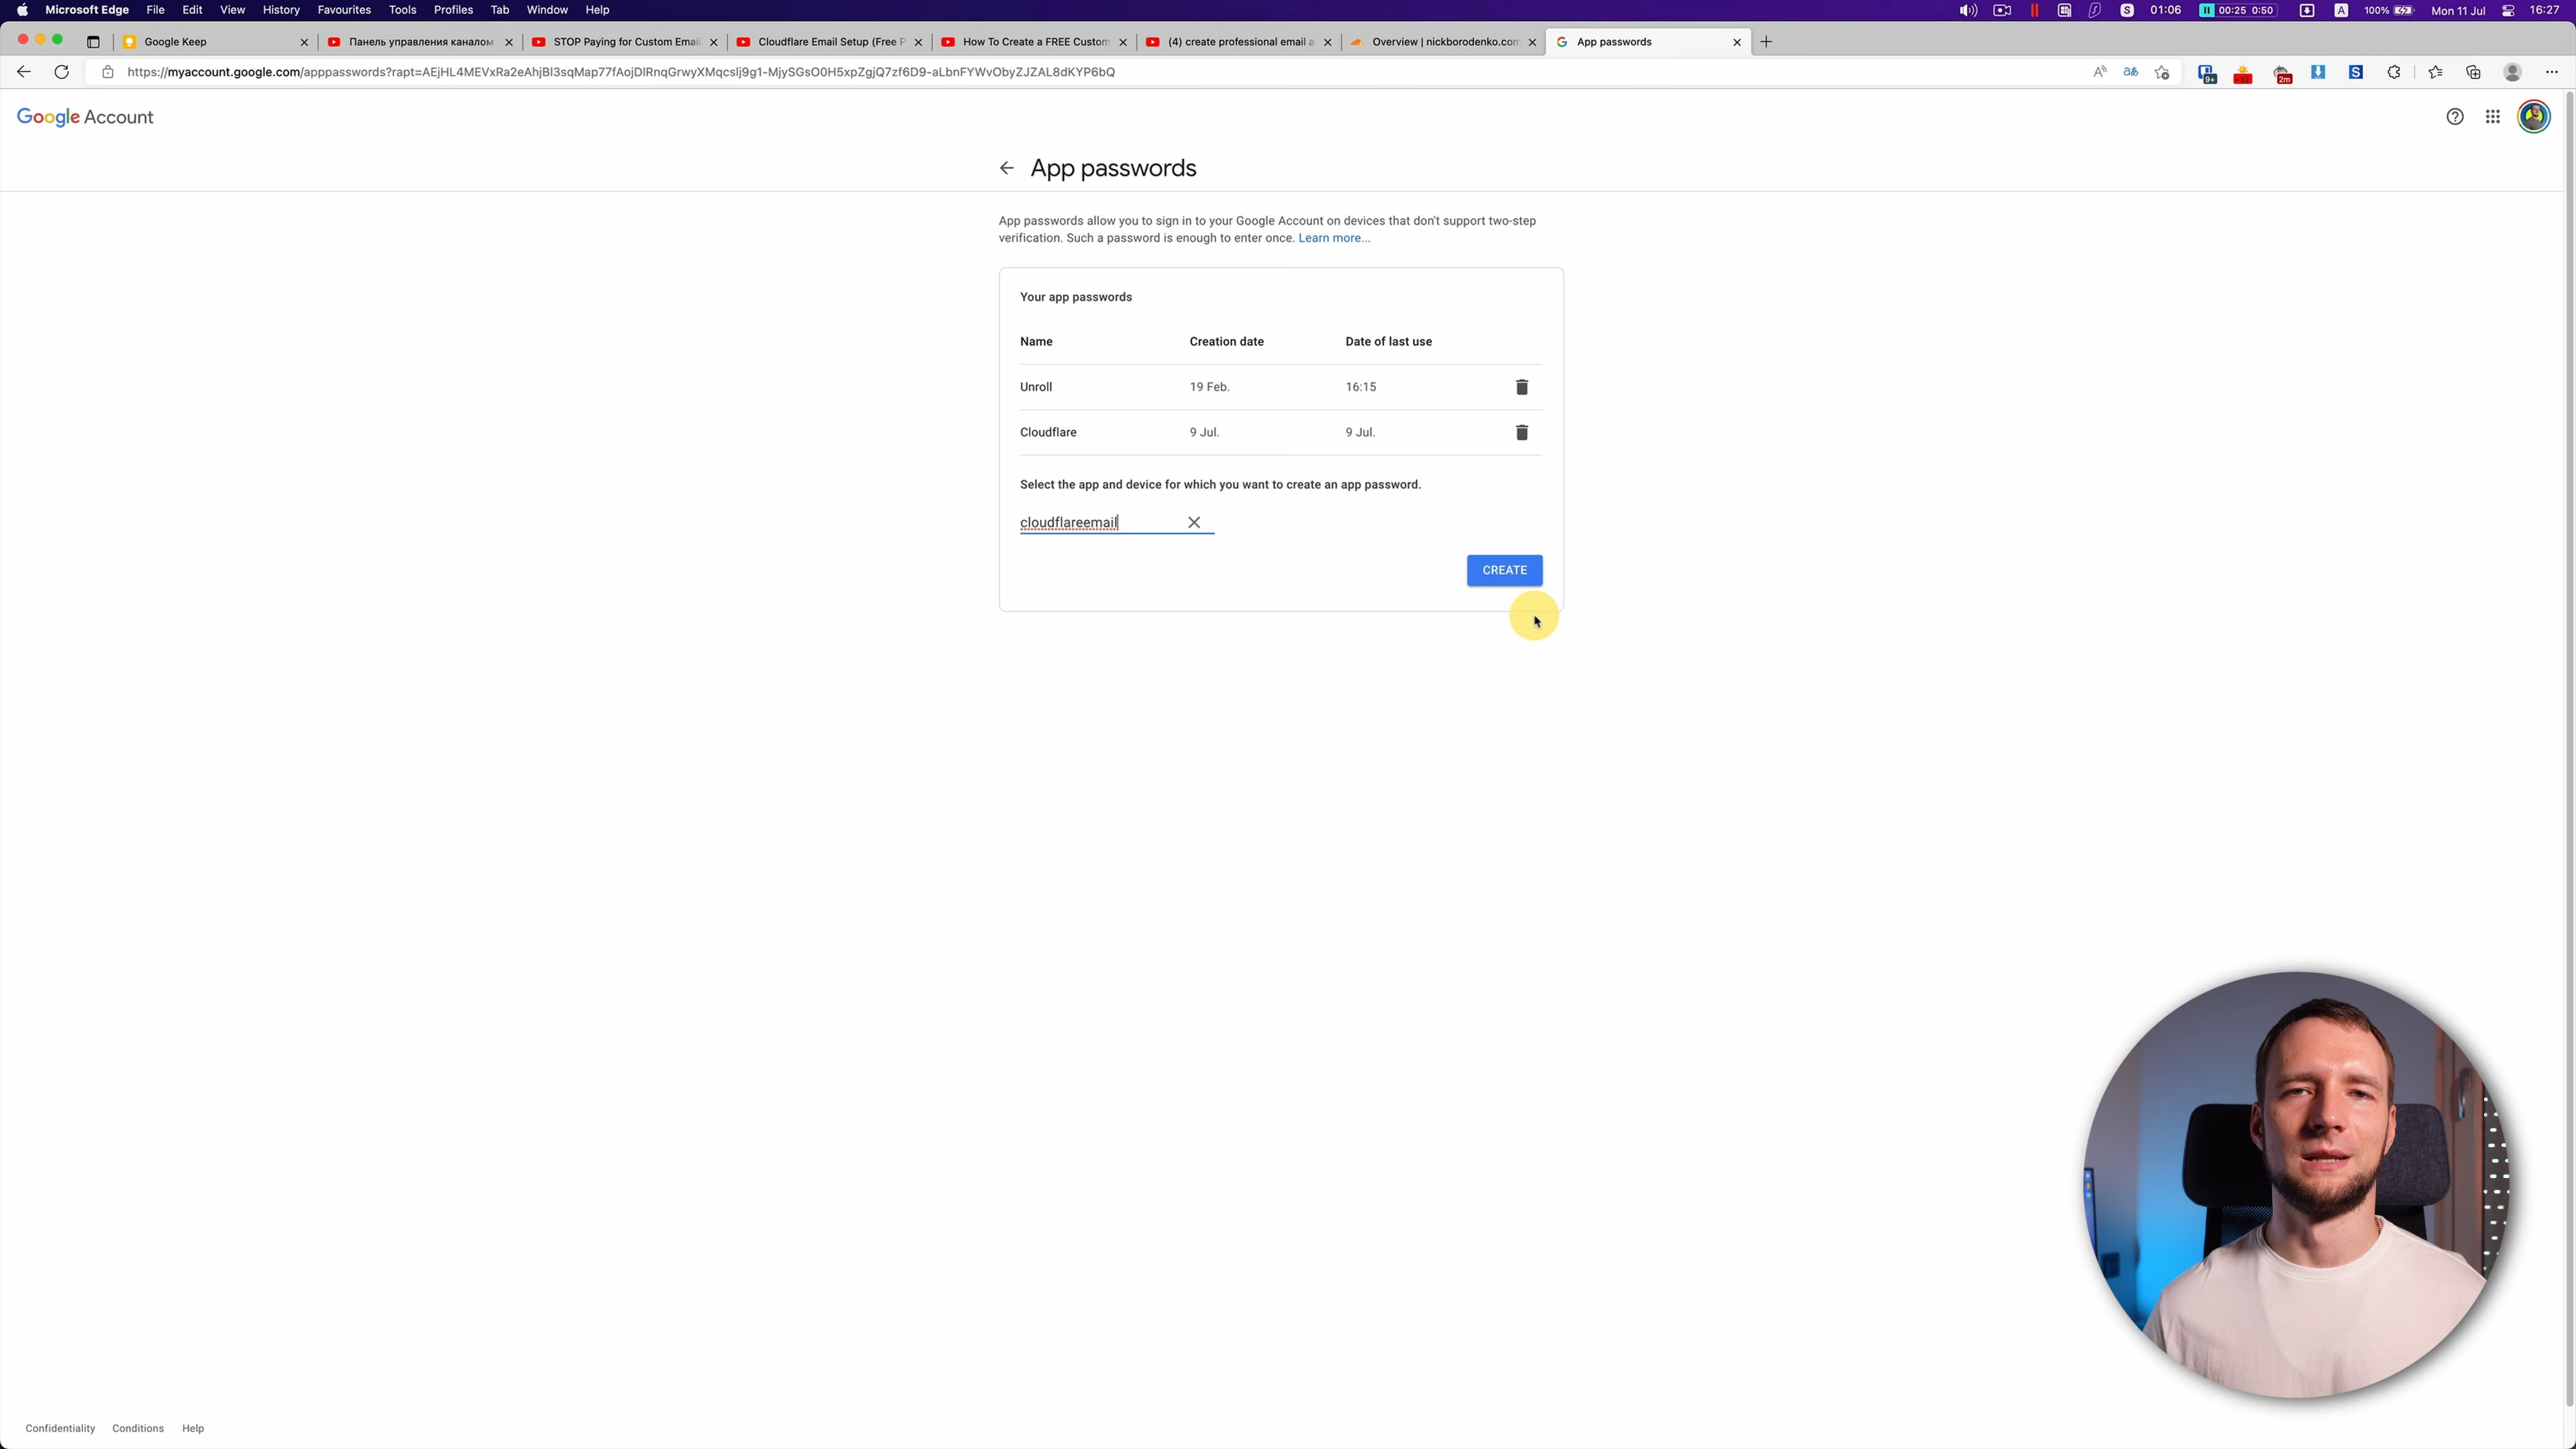 Microsoft Edge File Edit View History Favourites Tools Profiles Tab Window Help S 01:06 00:25 0:50 A 100% Mon 11 Jul 16:27
Google Keep Панель управления каналом STOP Paying for Custom Email Cloudflare Email Setup (Free P How To Create a FREE Custom (4) create professional email a Overview | nickborodenko.com App passwords
https://myaccount.google.com/apppasswords?rapt=AEjHL4MEVxRa2eAhjBl3sqMap77fAojDlRnqGrwyXMqcslj9g1-MjySGsO0H5xpZgjQ7zf6D9-aLbnFYWvObyZJZAL8dKYP6bQ
9+ 2m S
Google Account
App passwords
App passwords allow you to sign in to your Google Account on devices that don't support two-step
verification. Such a password is enough to enter once. Learn more...
Your app passwords
Name Creation date Date of last use
Unroll 19 Feb. 16:15
Cloudflare 9 Jul. 9 Jul.
Select the app and device for which you want to create an app password.
cloudflareemail
CREATE
Confidentiality Conditions Help